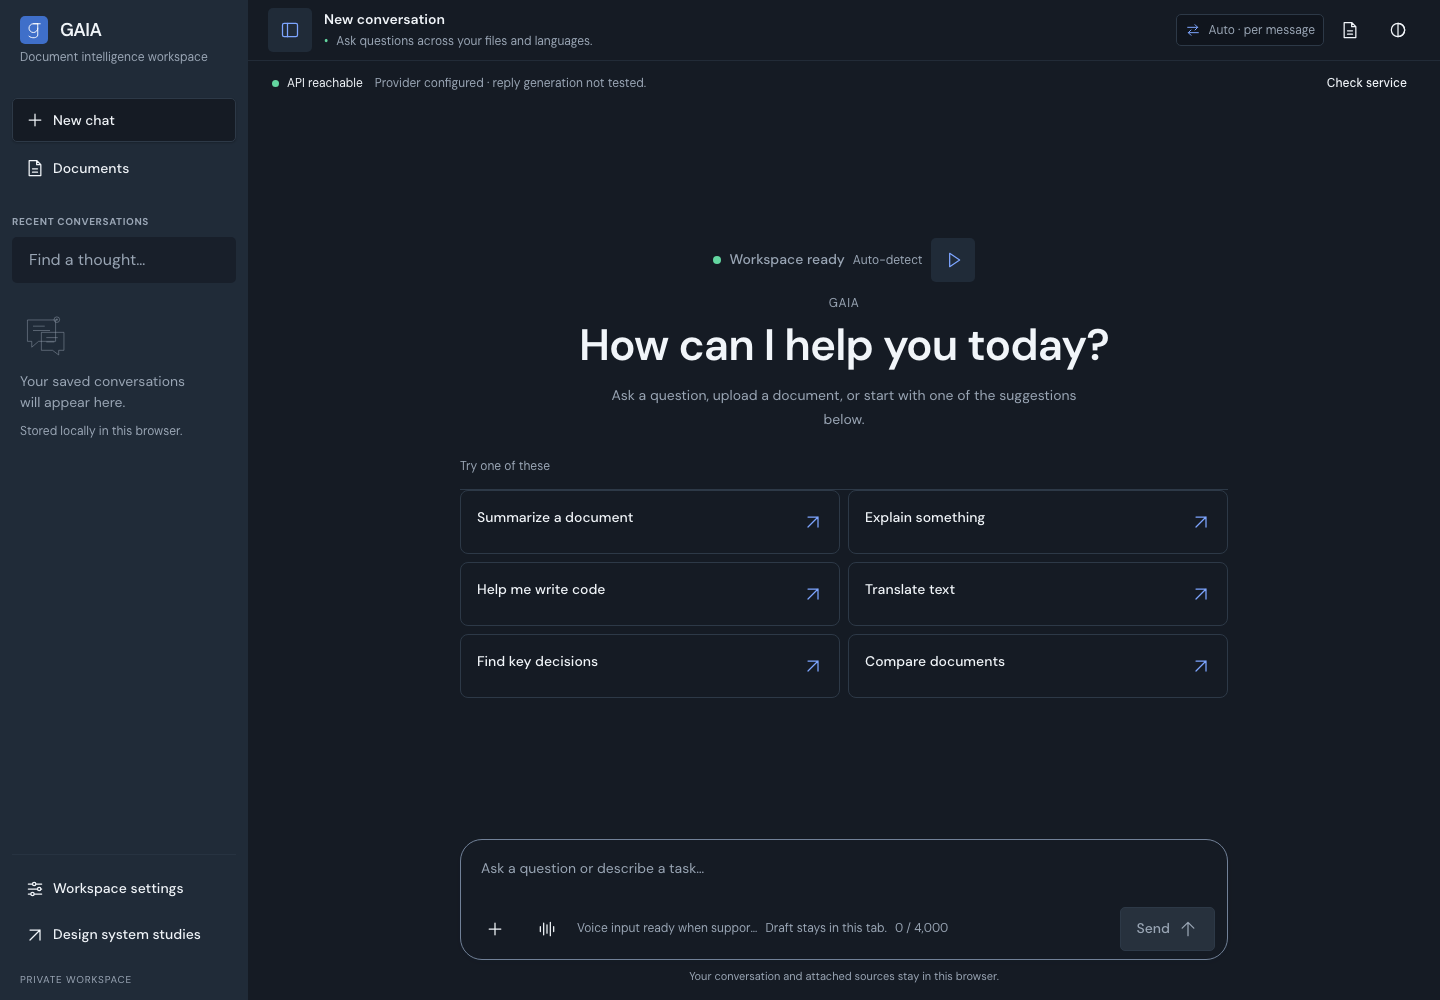 GAIA
Document intelligence workspace
New chat
Documents
RECENT CONVERSATIONS
Find a thought...
Your saved conversations
will appear here.
Stored locally in this browser.
Workspace settings
Design system studies
PRIVATE WORKSPACE
New conversation
• Ask questions across your files and languages.
Auto · per message
API reachable Provider configured · reply generation not tested.
Check service
Workspace ready Auto-detect
GAIA
How can I help you today?
Ask a question, upload a document, or start with one of the suggestions
below.
Try one of these
Summarize a document
Explain something
Help me write code
Translate text
Find key decisions
Compare documents
Ask a question or describe a task...
Voice input ready when suppor... Draft stays in this tab. 0 / 4,000
Send
Your conversation and attached sources stay in this browser.